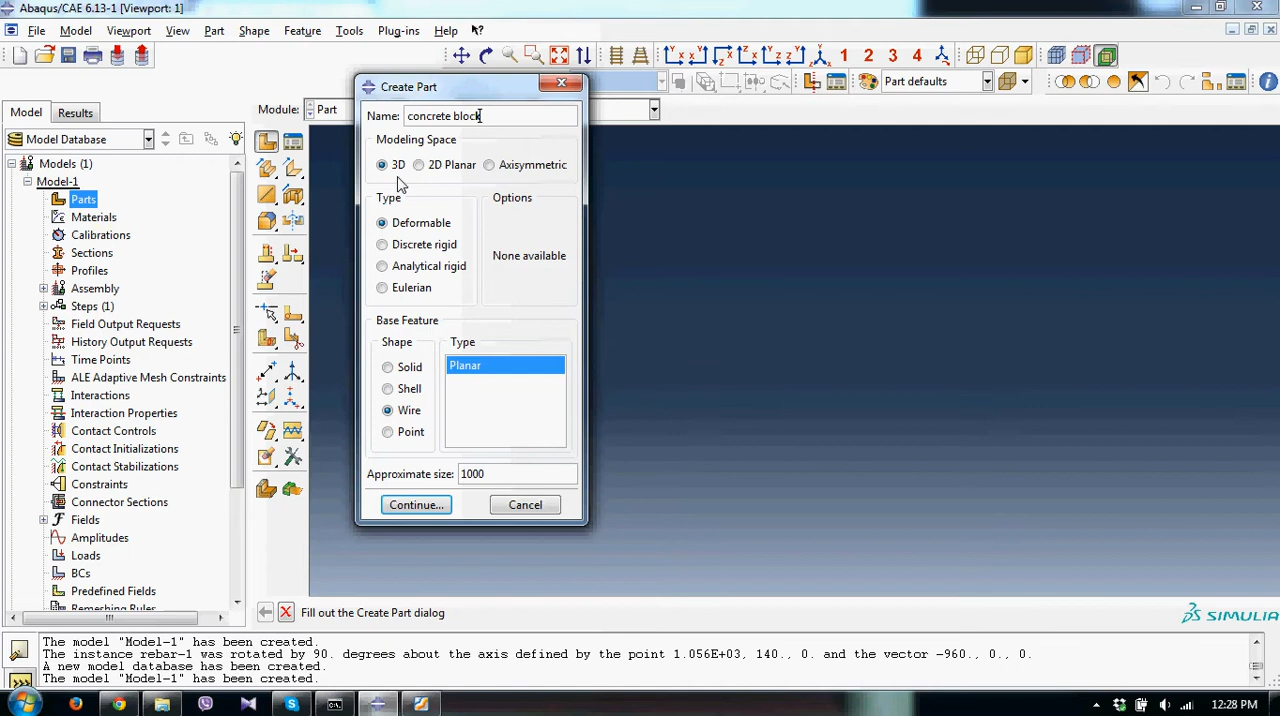 Abaqus/CAE 6.13-1 [Viewport: 1]
File Model Viewport View Part Shape Feature Tools Plug-ins Help
1 2 3 4
Part defaults
Model Results
Module: Part
Model Database
Models (1)
Model-1
Parts
Materials
Calibrations
Sections
Profiles
Assembly
Steps (1)
Field Output Requests
History Output Requests
Time Points
ALE Adaptive Mesh Constraints
Interactions
Interaction Properties
Contact Controls
Contact Initializations
Contact Stabilizations
Constraints
Connector Sections
Fields
Amplitudes
Loads
BCs
Predefined Fields
Remeshing Rules
Create Part
Name: concrete block
Modeling Space
3D 2D Planar Axisymmetric
Type
Deformable
Discrete rigid
Analytical rigid
Eulerian
Options
None available
Base Feature
Shape
Solid
Shell
Wire
Point
Type
Planar
Approximate size: 1000
Continue... Cancel
Fill out the Create Part dialog
SIMULIA
The model "Model-1" has been created.
The instance rebar-1 was rotated by 90. degrees about the axis defined by the point 1.056E+03, 140., 0. and the vector -960., 0., 0.
A new model database has been created.
The model "Model-1" has been created.
12:28 PM